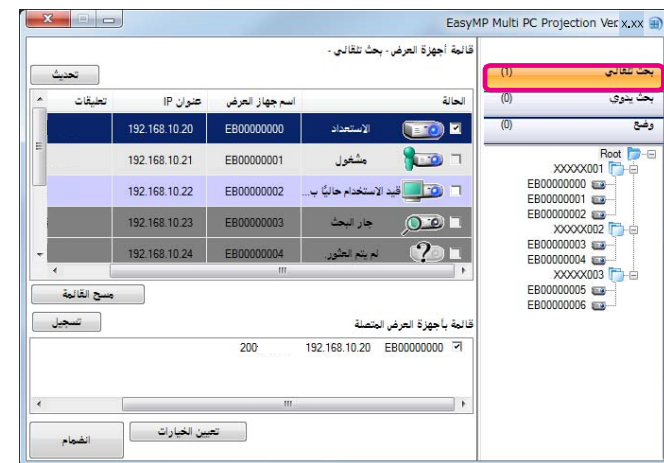 EasyMP Multi PC Projection Ver x,xx
بحث تلقائي (1)
بحث يدوي (0)
وضع (0)
Root
XXXXX001
EB00000000
EB00000001
EB00000002
XXXXX002
EB00000003
EB00000004
XXXXX003
EB00000005
EB00000006
قائمة أجهزة العرض - بحث تلقائي -
تحديث
الحالة اسم جهاز العرض عنوان IP تعليقات
الاستعداد EB00000000 192.168.10.20
مشغول EB00000001 192.168.10.21
قيد الاستخدام حاليًا ب... EB00000002 192.168.10.22
جار البحث EB00000003 192.168.10.23
لم يتم العثور. EB00000004 192.168.10.24
مسح القائمة
تسجيل
قائمة بأجهزة العرض المتصلة
EB00000000 192.168.10.20 200
تعيين الخيارات
انضمام